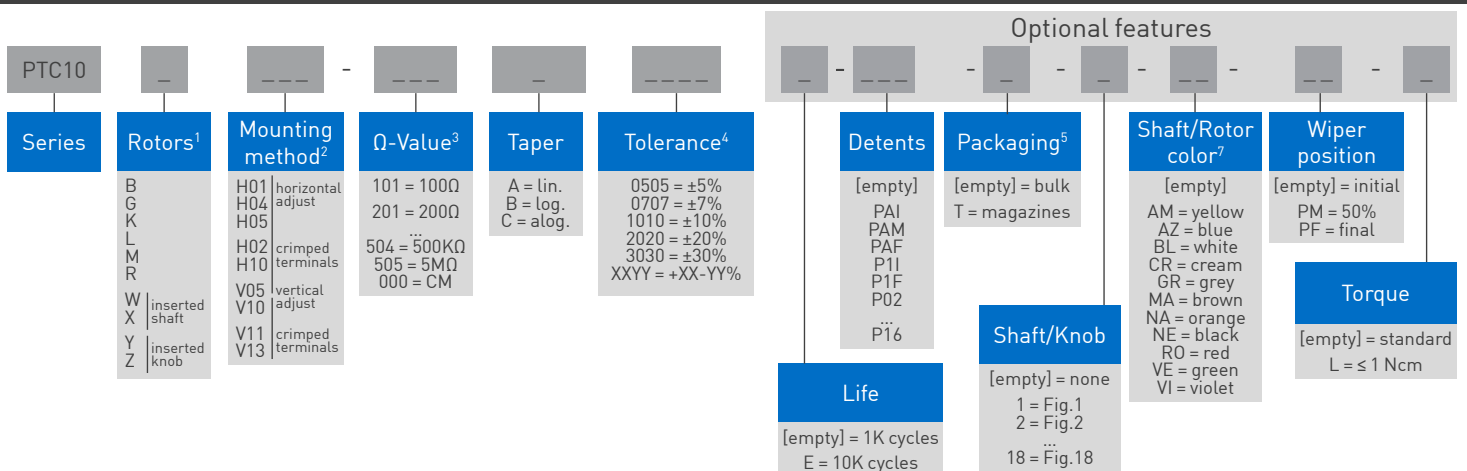 Optional features
PTC10 _ _ _ _ - _ _ _ _ _ _ _ _ _ - _ _ _ - _ - _ - _ _ - _ _ - _
Series
Rotors1
B
G
K
L
M
R
W
X
inserted
shaft
Y
Z
inserted
knob
Mounting
method2
H01
H04
H05
horizontal
adjust
H02
H10
crimped
terminals
V05
V10
vertical
adjust
V11
V13
crimped
terminals
Ω-Value3
101 = 100Ω
201 = 200Ω
...
504 = 500KΩ
505 = 5MΩ
000 = CM
Taper
A = lin.
B = log.
C = alog.
Tolerance4
0505 = ±5%
0707 = ±7%
1010 = ±10%
2020 = ±20%
3030 = ±30%
XXYY = +XX-YY%
Life
[empty] = 1K cycles
E = 10K cycles
Detents
[empty]
PAI
PAM
PAF
P1I
P1F
P02
...
P16
Packaging5
[empty] = bulk
T = magazines
Shaft/Knob
[empty] = none
1 = Fig.1
2 = Fig.2
...
18 = Fig.18
Shaft/Rotor
color7
[empty]
AM = yellow
AZ = blue
BL = white
CR = cream
GR = grey
MA = brown
NA = orange
NE = black
RO = red
VE = green
VI = violet
Wiper
position
[empty] = initial
PM = 50%
PF = final
Torque
[empty] = standard
L = ≤ 1 Ncm